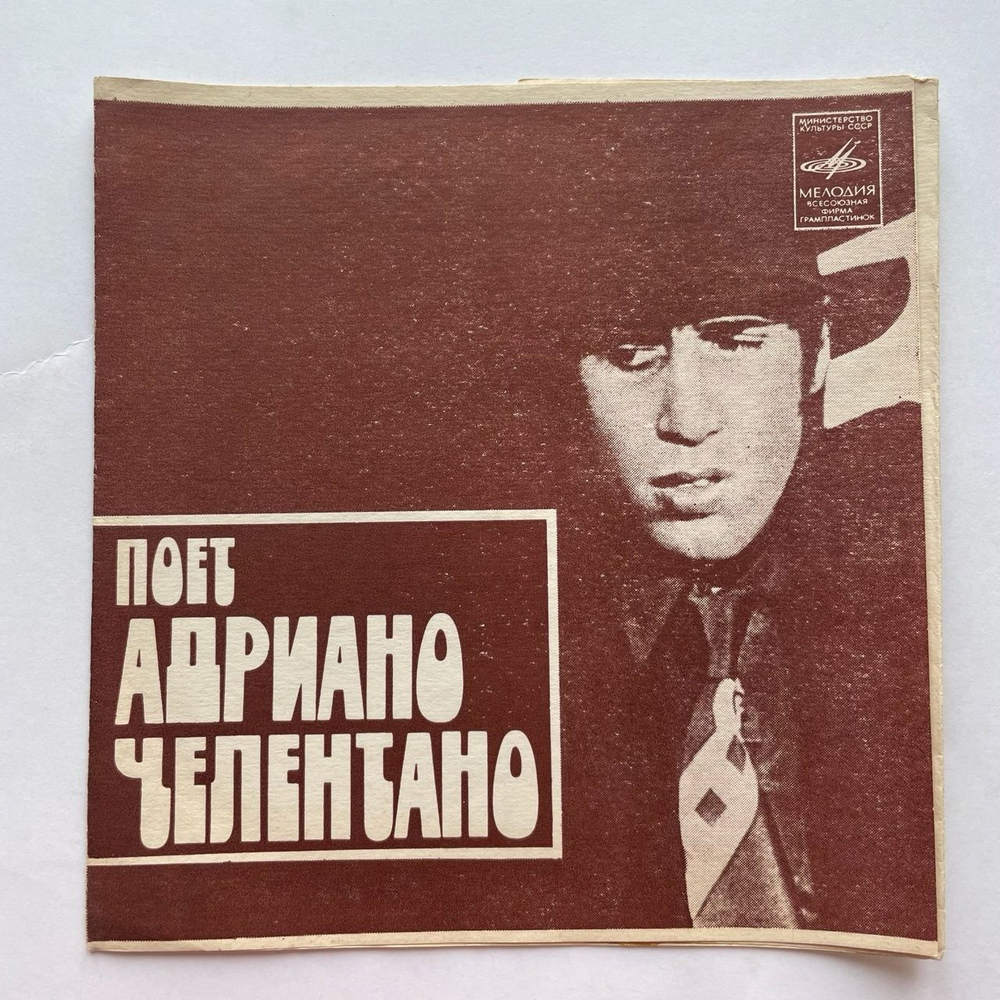 МИНИСТЕРСТВО
КУЛЬТУРЫ СССР
МЕЛОДИЯ
ВСЕСОЮЗНАЯ
ФИРМА
ГРАМПЛАСТИНОК
ПОЕТ
АДРИАНО
ЧЕЛЕНТАНО